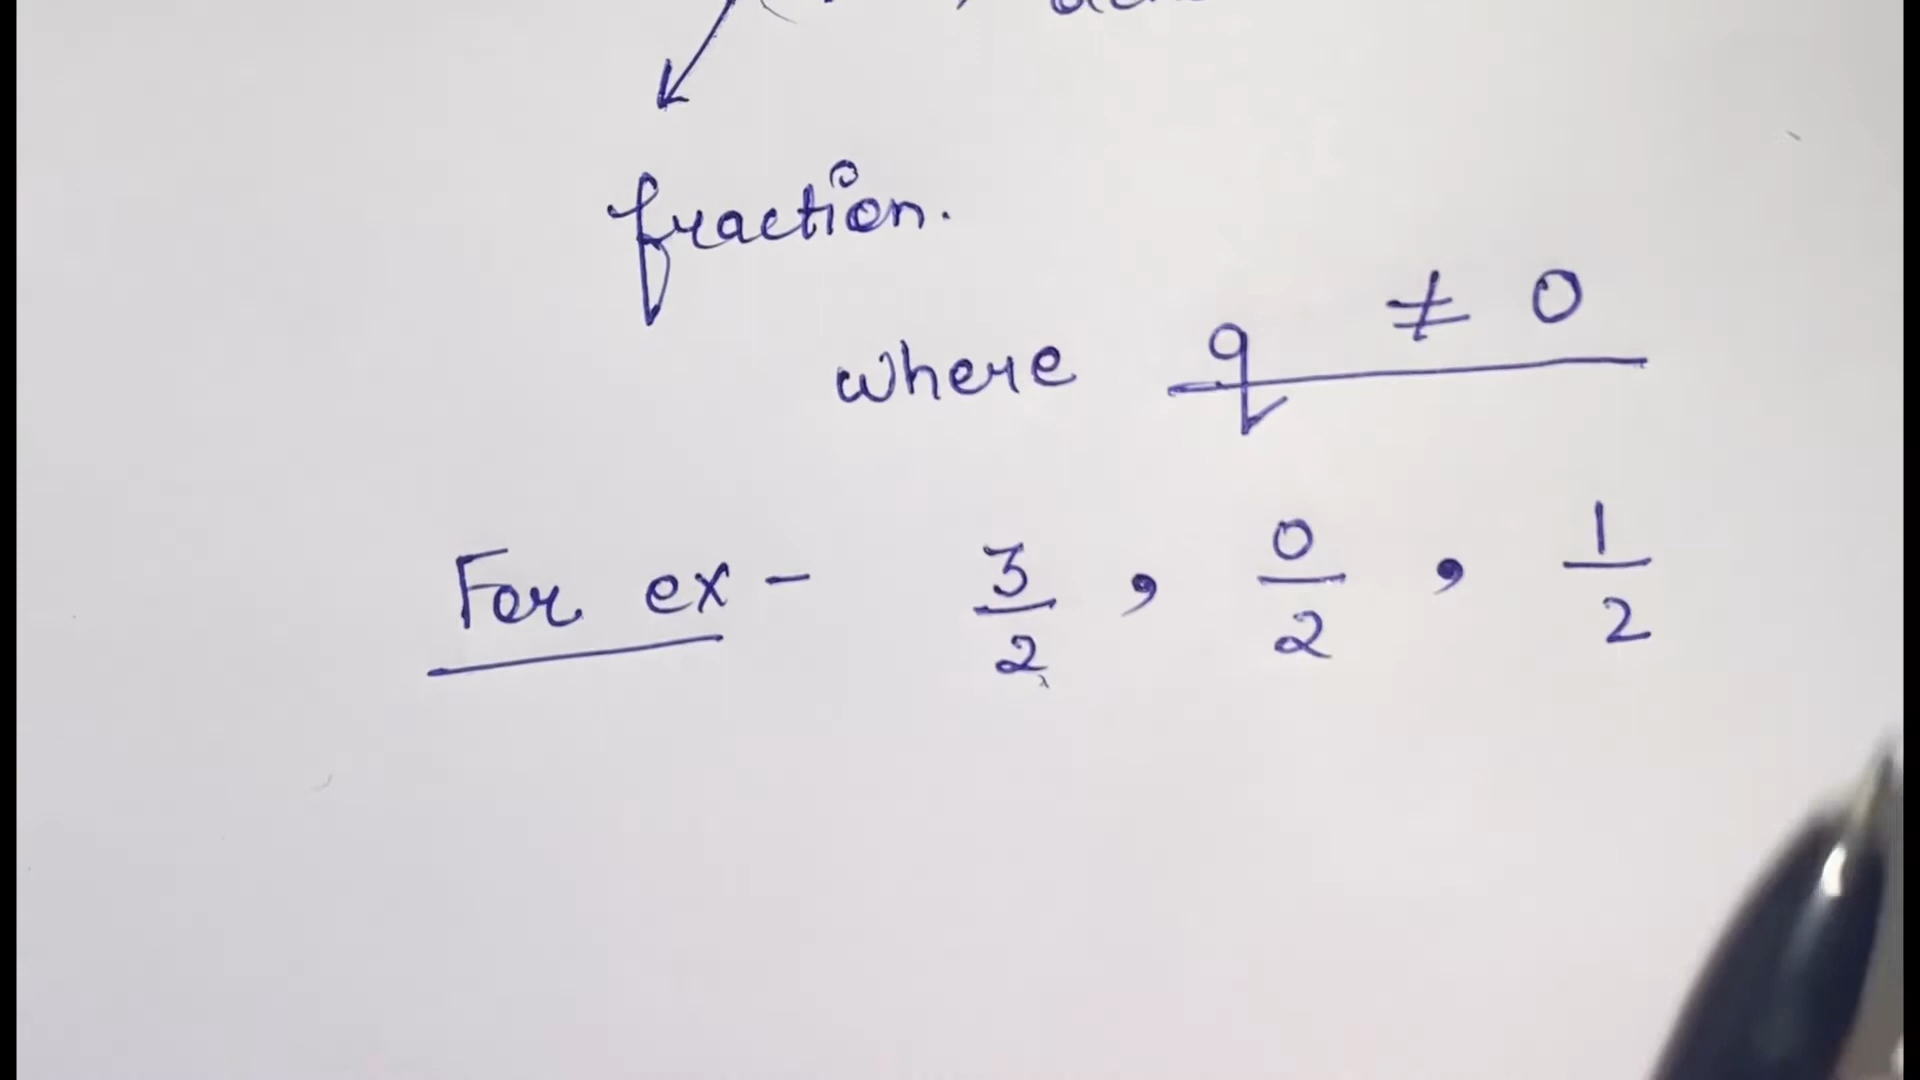 fraction.
where q ≠ 0
For ex - 3/2 , 0/2 , 1/2